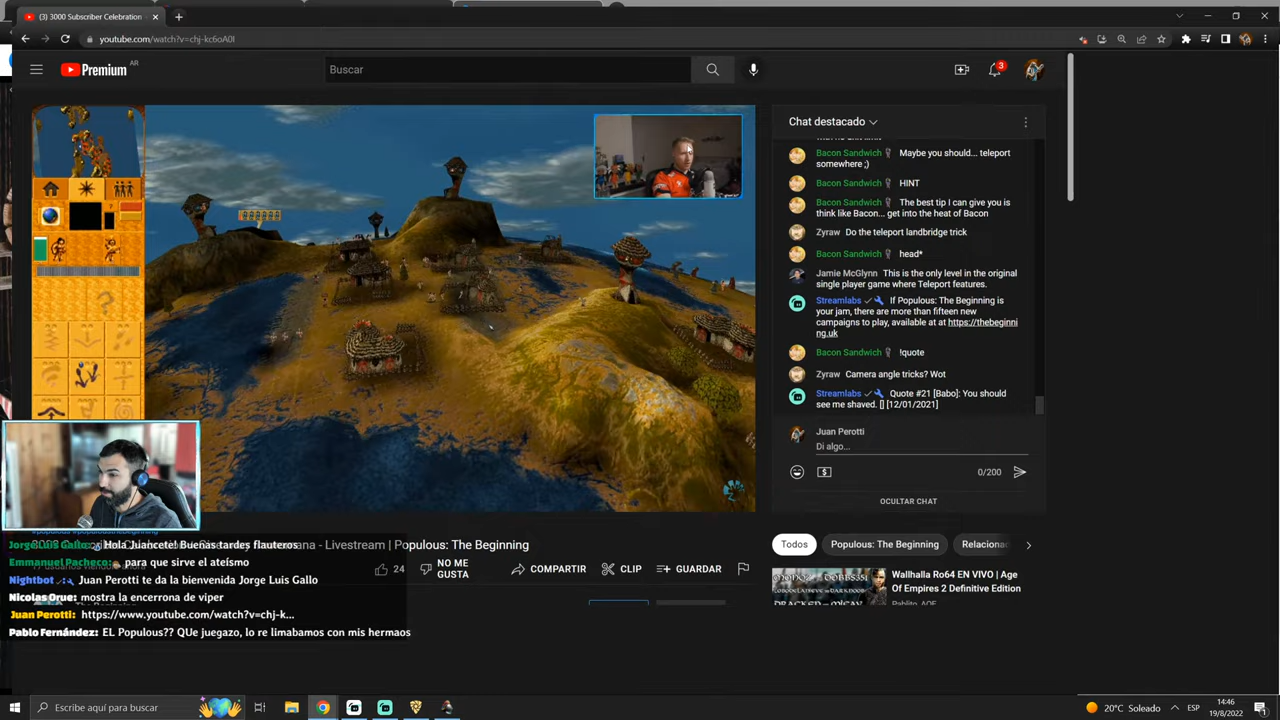 (3) 3000 Subscriber Celebration
youtube.com/watch?v=chj-kc6oA0I
Premium AR
Buscar
3
Chat destacado
Bacon Sandwich Maybe you should... teleport
somewhere ;)
Bacon Sandwich HINT
Bacon Sandwich The best tip I can give you is
think like Bacon... get into the heat of Bacon
Zyraw Do the teleport landbridge trick
Bacon Sandwich head*
Jamie McGlynn This is the only level in the original
single player game where Teleport features.
Streamlabs If Populous: The Beginning is
your jam, there are more than fifteen new
campaigns to play, available at at https://thebeginni
ng.uk
Bacon Sandwich !quote
Zyraw Camera angle tricks? Wot
Streamlabs Quote #21 [Babo]: You should
see me shaved. [] [12/01/2021]
Juan Perotti
Di algo...
0/200
OCULTAR CHAT
#populous #populousthebeginning
- Livestream | Populous: The Beginning
24
NO ME
GUSTA
COMPARTIR
CLIP
GUARDAR
Todos
Populous: The Beginning
Relacionad
Wallhalla Ro64 EN VIVO | Age
Of Empires 2 Definitive Edition
Jorge Luis Gallo: Hola Juancete! Buenas tardes flauteros
Emmanuel Pacheco: para que sirve el ateísmo
Nightbot: Juan Perotti te da la bienvenida Jorge Luis Gallo
Nicolas Orue: mostra la encerrona de viper
Juan Perotti: https://www.youtube.com/watch?v=chj-k...
Pablo Fernández: EL Populous?? QUe juegazo, lo re limabamos con mis hermaos
Escribe aquí para buscar
20°C Soleado
ESP
14:46
19/8/2022
1